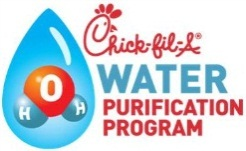 Chick-fil-A®
WATER
PURIFICATION
PROGRAM
O
H H